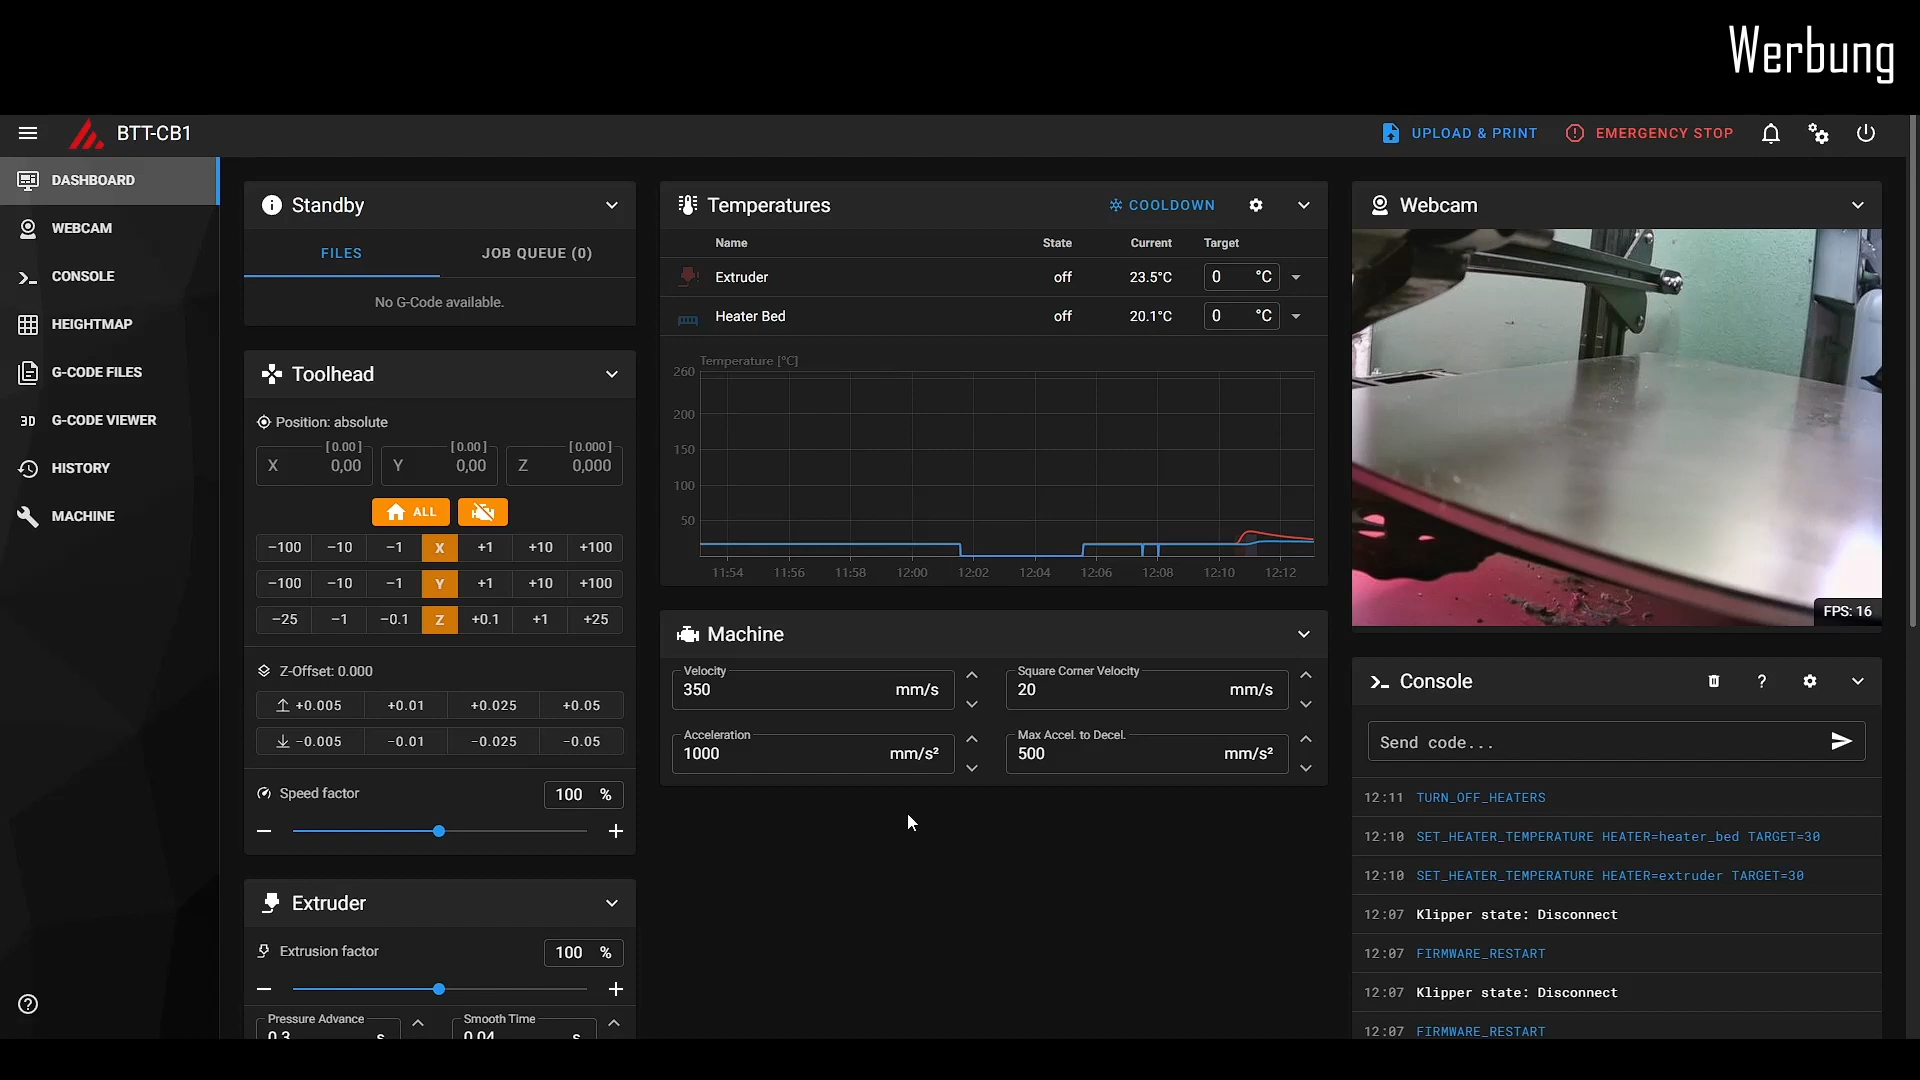 Werbung
BTT-CB1
UPLOAD & PRINT
EMERGENCY STOP
DASHBOARD
WEBCAM
CONSOLE
HEIGHTMAP
G-CODE FILES
3D G-CODE VIEWER
HISTORY
MACHINE
Standby
FILES
JOB QUEUE (0)
No G-Code available.
Toolhead
Position: absolute
[ 0.00 ] [ 0.00 ] [ 0.000 ]
X 0,00 Y 0,00 Z 0,000
ALL
−100 −10 −1 X +1 +10 +100
−100 −10 −1 Y +1 +10 +100
−25 −1 −0.1 Z +0.1 +1 +25
Z-Offset: 0.000
+0.005 +0.01 +0.025 +0.05
−0.005 −0.01 −0.025 −0.05
Speed factor 100 %
Extruder
Extrusion factor 100 %
Pressure Advance Smooth Time
0.3 s 0.04 s
Temperatures
COOLDOWN
Name State Current Target
Extruder off 23.5°C 0 °C
Heater Bed off 20.1°C 0 °C
Temperature [°C]
260
200
150
100
50
11:54 11:56 11:58 12:00 12:02 12:04 12:06 12:08 12:10 12:12
Machine
Velocity
350 mm/s
Square Corner Velocity
20 mm/s
Acceleration
1000 mm/s²
Max Accel. to Decel.
500 mm/s²
Webcam
FPS: 16
Console
?
Send code...
12:11 TURN_OFF_HEATERS
12:10 SET_HEATER_TEMPERATURE HEATER=heater_bed TARGET=30
12:10 SET_HEATER_TEMPERATURE HEATER=extruder TARGET=30
12:07 Klipper state: Disconnect
12:07 FIRMWARE_RESTART
12:07 Klipper state: Disconnect
12:07 FIRMWARE_RESTART